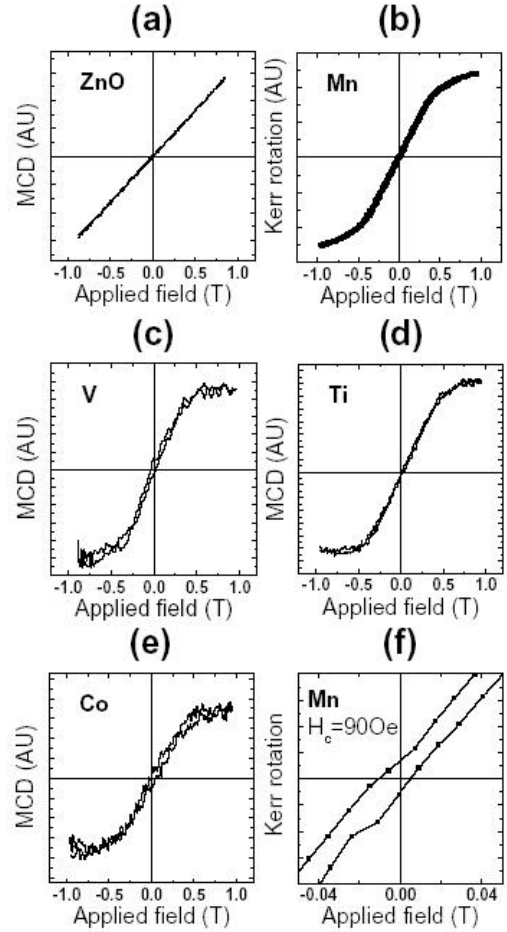 (a)
ZnO
MCD (AU)
-1.0 -0.5 0.0 0.5 1.0
Applied field (T)
(b)
Mn
Kerr rotation (AU)
-1.0 -0.5 0.0 0.5 1.0
Applied field (T)
(c)
V
MCD (AU)
-1.0 -0.5 0.0 0.5 1.0
Applied field (T)
(d)
Ti
MCD (AU)
-1.0 -0.5 0.0 0.5 1.0
Applied field (T)
(e)
Co
MCD (AU)
-1.0 -0.5 0.0 0.5 1.0
Applied field (T)
(f)
Mn
H_c=90Oe
Kerr rotation
-0.04 0.00 0.04
Applied field (T)